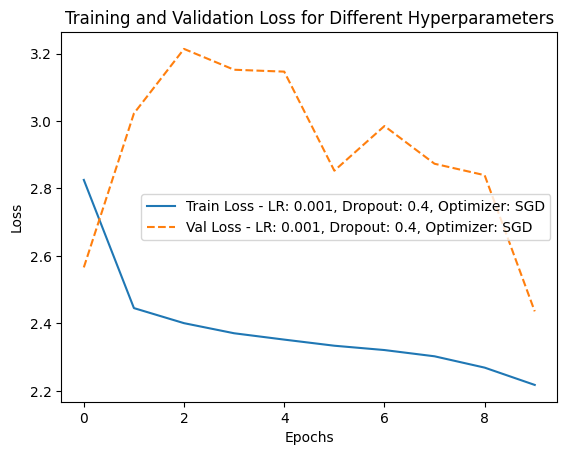 Training and Validation Loss for Different Hyperparameters
3.2
3.0
2.8
2.6
2.4
2.2
Loss
Train Loss - LR: 0.001, Dropout: 0.4, Optimizer: SGD
Val Loss - LR: 0.001, Dropout: 0.4, Optimizer: SGD
0 2 4 6 8
Epochs